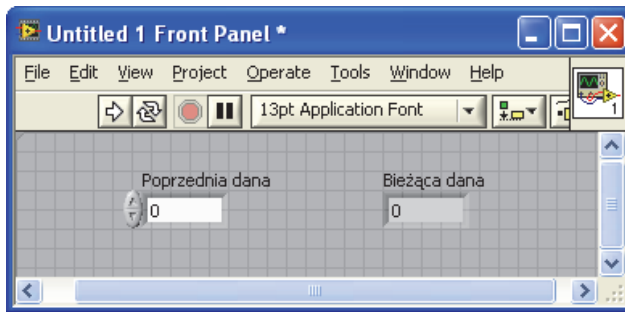 Untitled 1 Front Panel *
File Edit View Project Operate Tools Window Help
13pt Application Font
1
Poprzednia dana Bieżąca dana
0 0